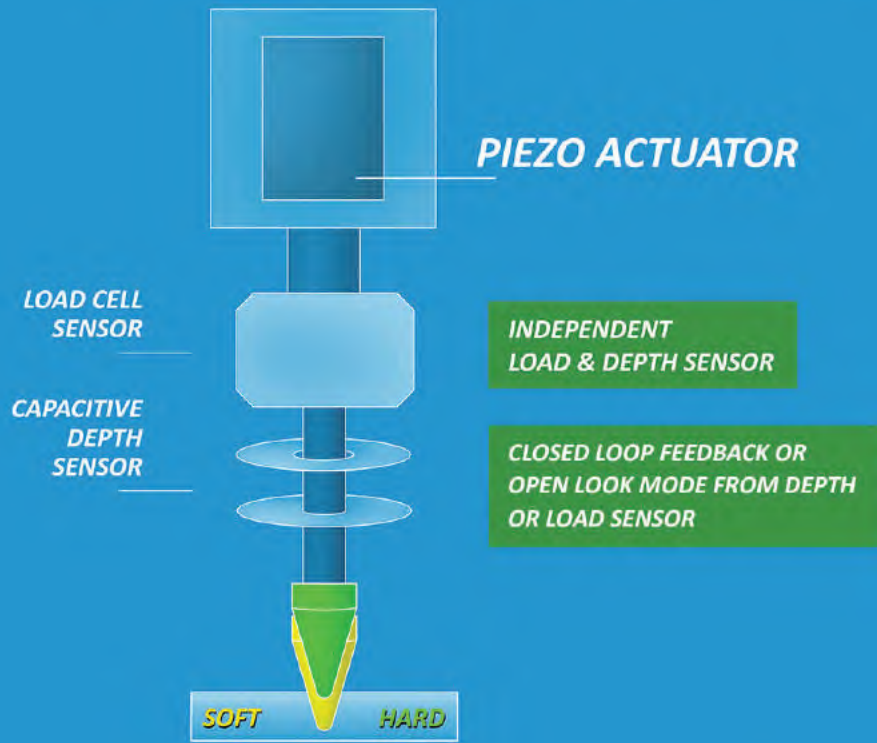 PIEZO ACTUATOR
LOAD CELL
SENSOR
INDEPENDENT
LOAD & DEPTH SENSOR
CAPACITIVE
DEPTH
SENSOR
CLOSED LOOP FEEDBACK OR
OPEN LOOK MODE FROM DEPTH
OR LOAD SENSOR
SOFT HARD